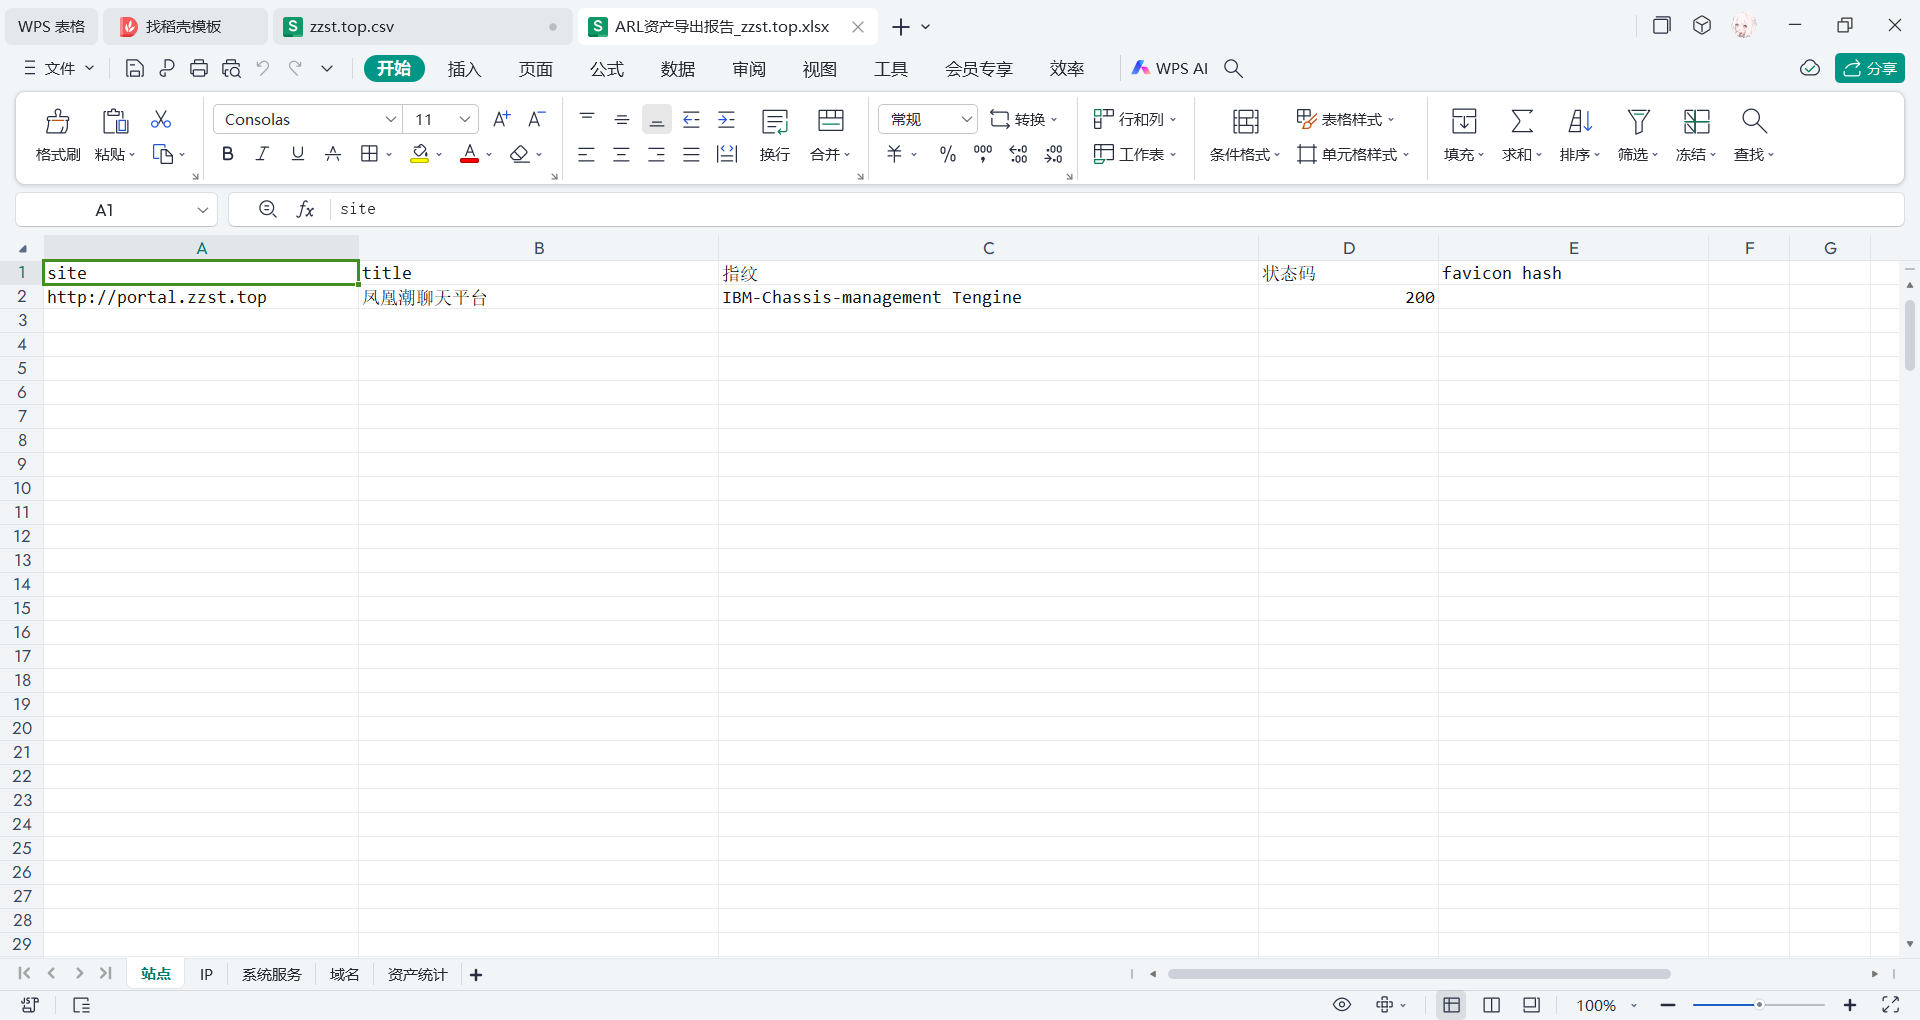 WPS 表格
找稻壳模板
zzst.top.csv
ARL资产导出报告_zzst.top.xlsx
文件
开始
插入
页面
公式
数据
审阅
视图
工具
会员专享
效率
WPS AI
分享
格式刷
粘贴
Consolas
11
换行
合并
常规
转换
行和列
工作表
条件格式
表格样式
单元格样式
填充
求和
排序
筛选
冻结
查找
A1
fx
site
A B C D E F G
1 site title 指纹 状态码 favicon hash
2 http://portal.zzst.top 凤凰潮聊天平台 IBM-Chassis-management Tengine 200
3
4
5
6
7
8
9
10
11
12
13
14
15
16
17
18
19
20
21
22
23
24
25
26
27
28
29
站点 IP 系统服务 域名 资产统计
100%